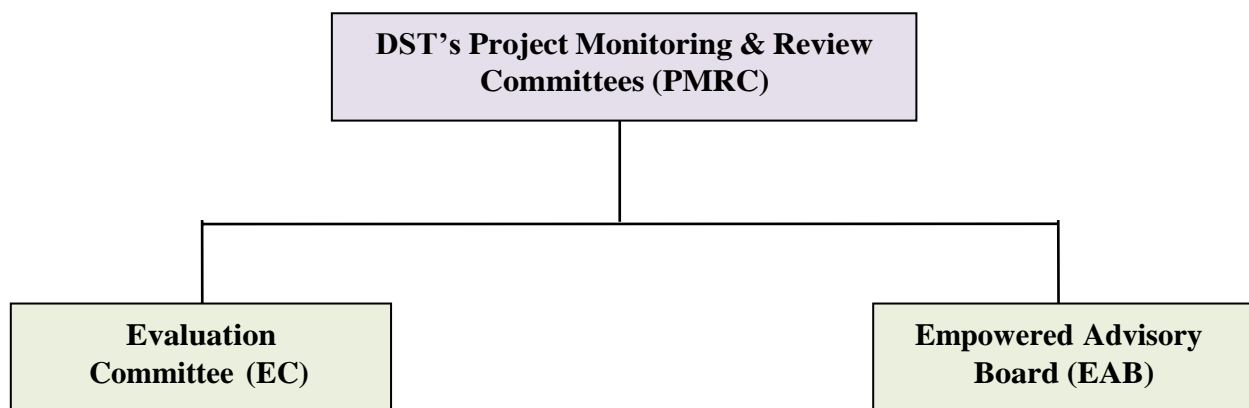 DST’s Project Monitoring & Review
Committees (PMRC)
Evaluation
Committee (EC)
Empowered Advisory
Board (EAB)